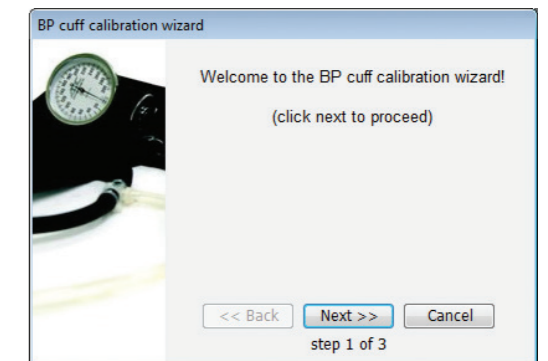 BP cuff calibration wizard
Welcome to the BP cuff calibration wizard!
(click next to proceed)
<< Back Next >> Cancel
step 1 of 3